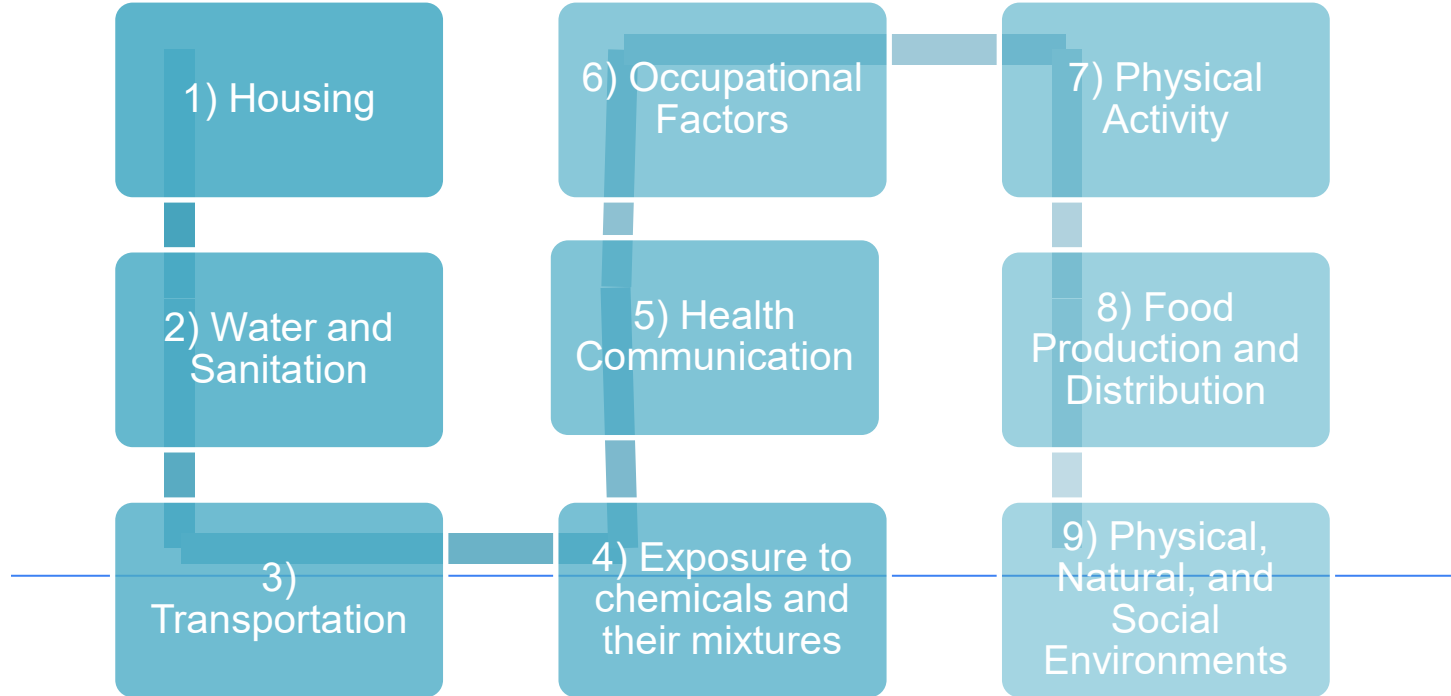 1) Housing
2) Water and
Sanitation
3)
Transportation
4) Exposure to
chemicals and
their mixtures
5) Health
Communication
6) Occupational
Factors
7) Physical
Activity
8) Food
Production and
Distribution
9) Physical,
Natural, and
Social
Environments